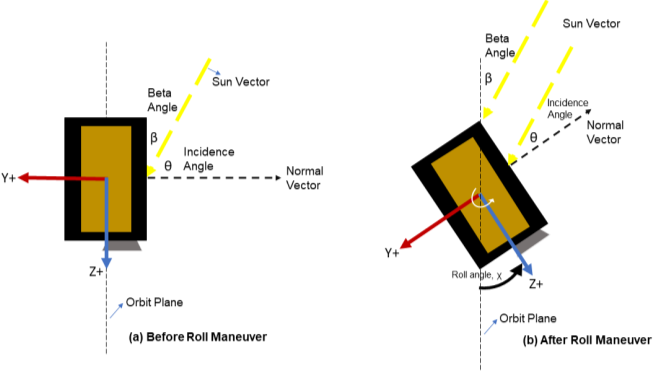 Beta
Angle
β
Sun Vector
θ
Incidence
Angle
Normal
Vector
Y+
Z+
Orbit Plane
(a) Before Roll Maneuver
Sun Vector
Beta
Angle
β
Incidence
Angle
θ
Normal
Vector
Y+
Roll angle, χ
Z+
Orbit Plane
(b) After Roll Maneuver